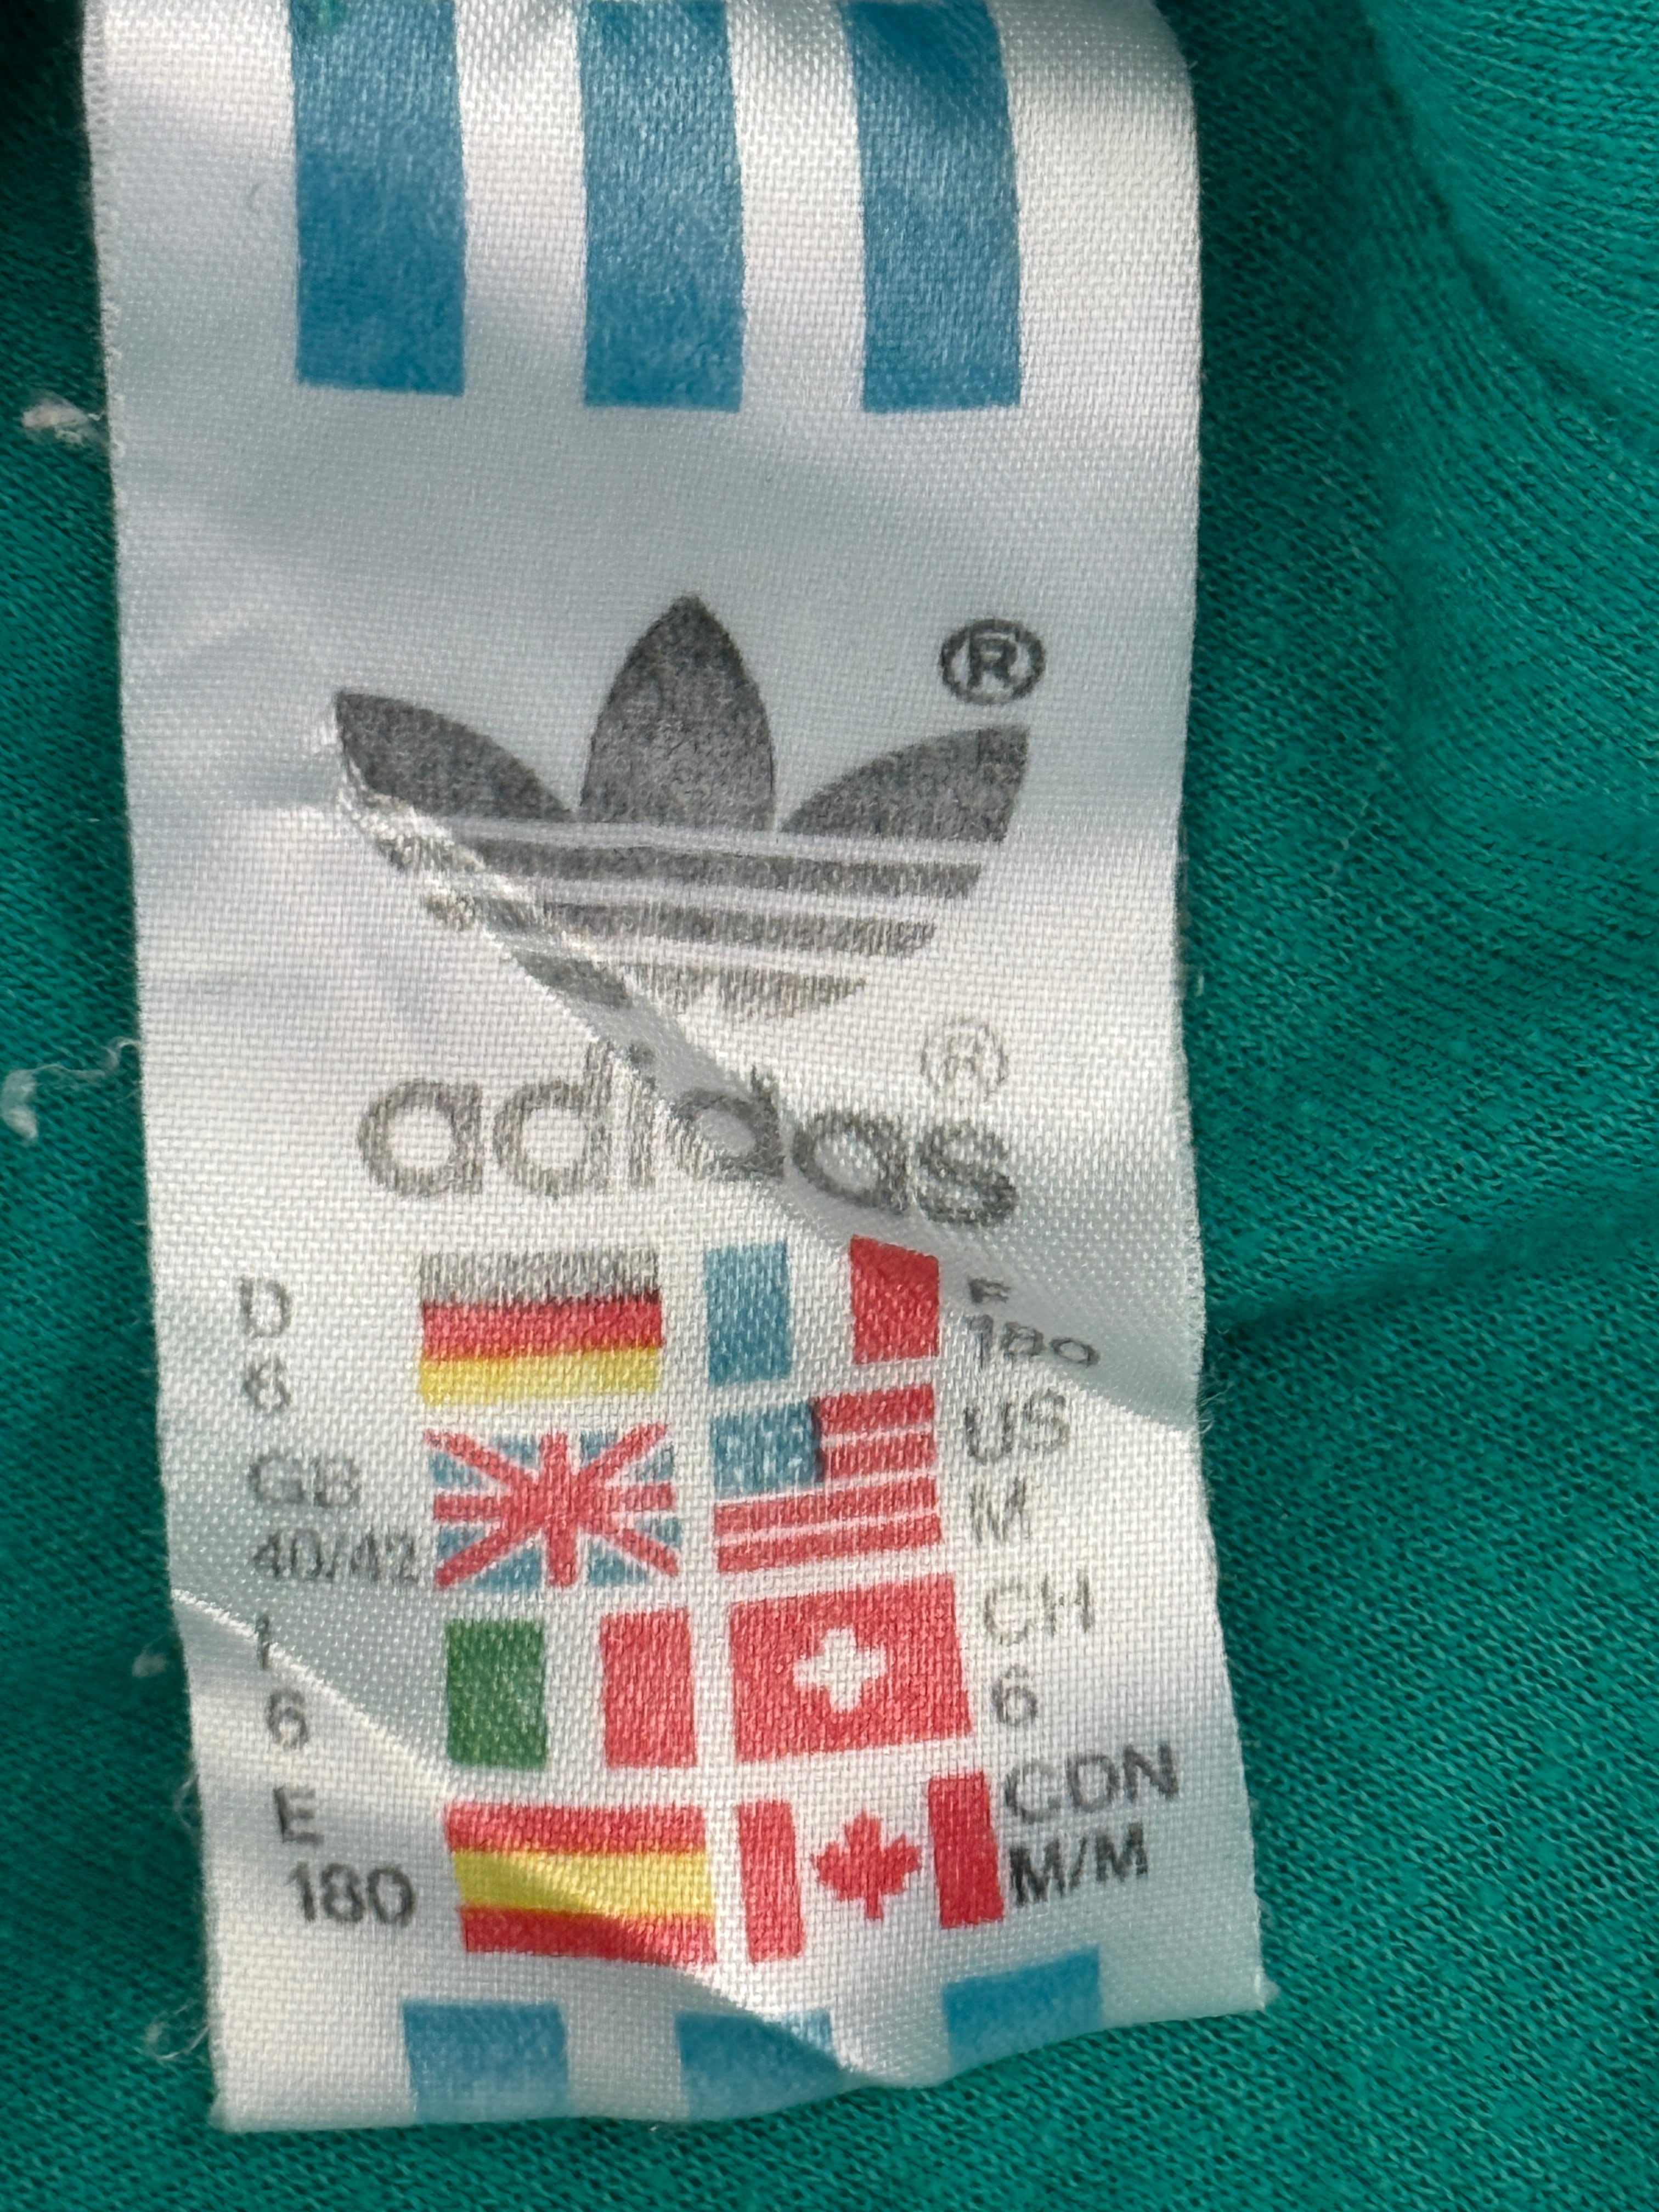 ®
adidas®
D
6
F
180
GB
40/42
US
M
I
6
CH
6
E
180
CDN
M/M